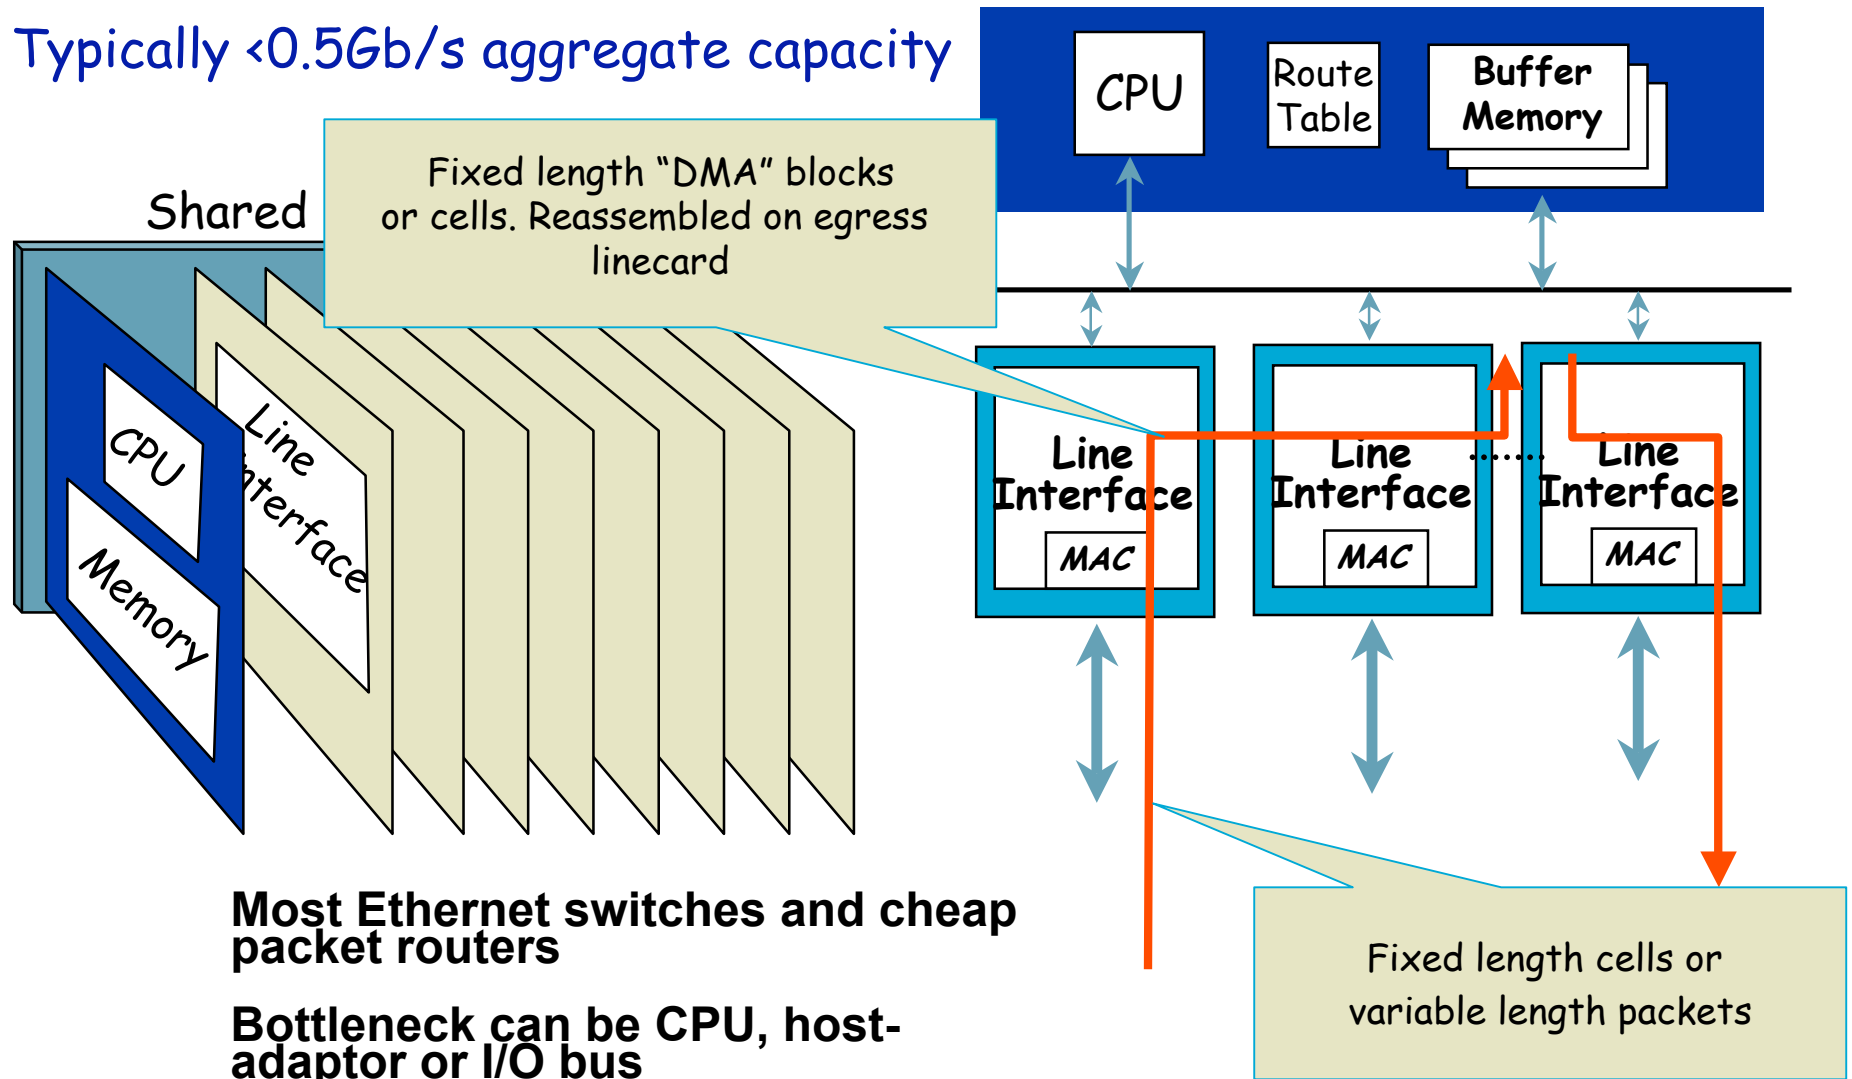 Typically <0.5Gb/s aggregate capacity
CPU
Route
Table
Buffer
Memory
Fixed length “DMA” blocks
or cells. Reassembled on egress
linecard
Shared
CPU
Memory
Line
Interface
Line
Interface
MAC
Line
Interface
MAC
.......
Line
Interface
MAC
Most Ethernet switches and cheap
packet routers
Bottleneck can be CPU, host-
adaptor or I/O bus
Fixed length cells or
variable length packets